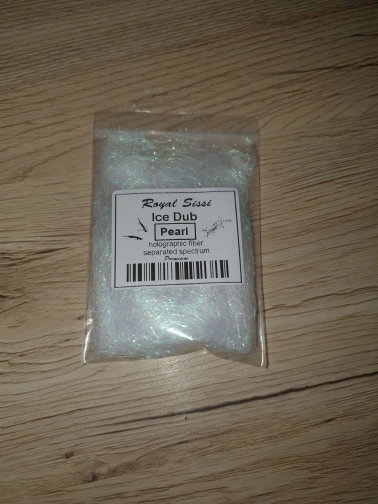 Royal Sissi
Ice Dub
Pearl
holographic fiber
separated spectrum
Premium